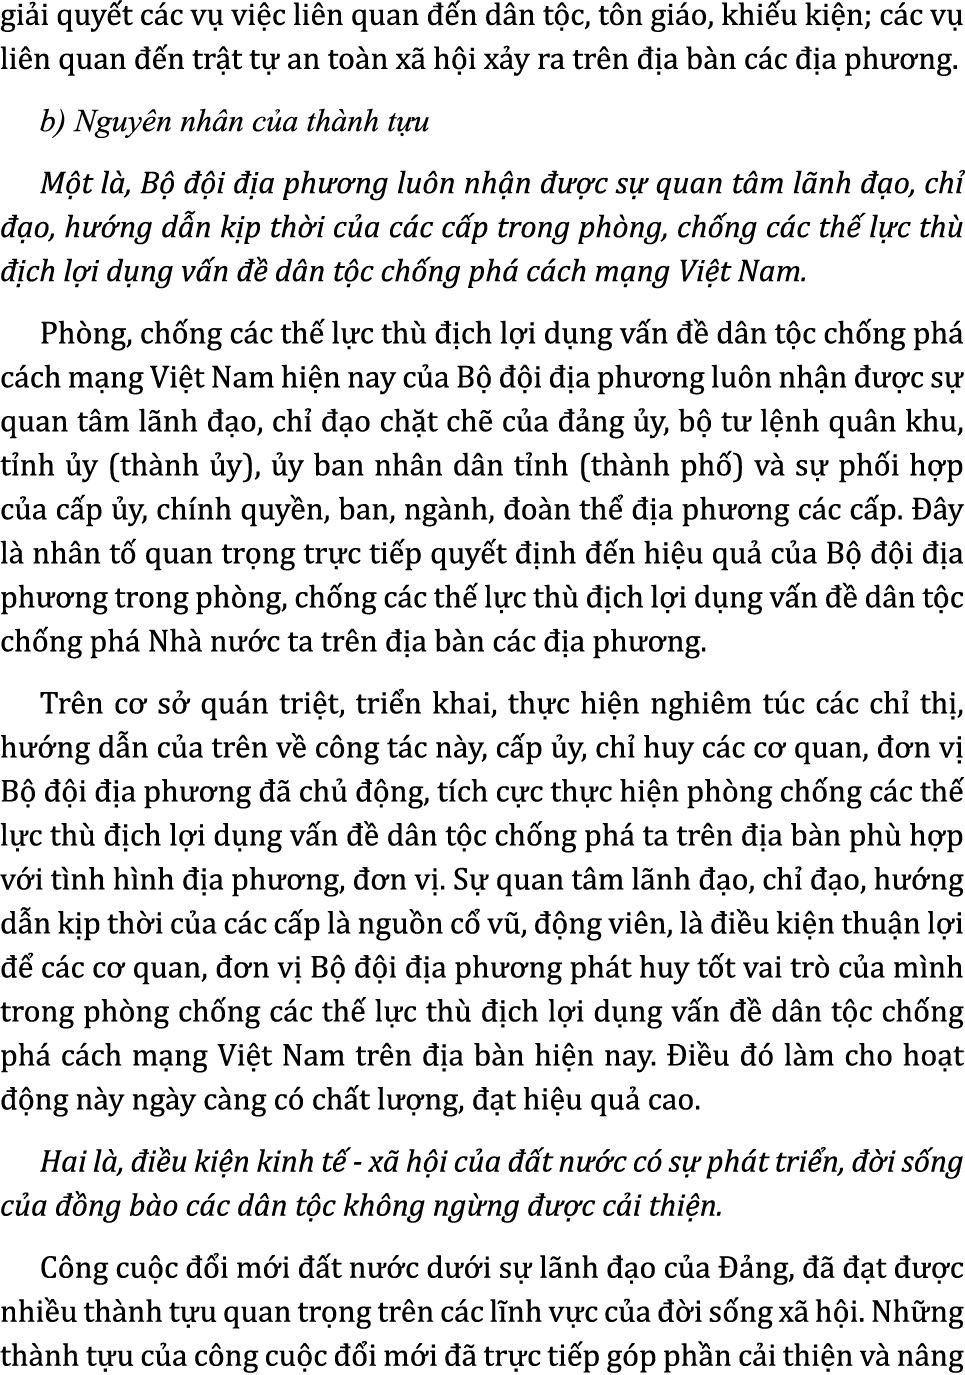 giải quyết các vụ việc liên quan đến dân tộc, tôn giáo, khiếu kiện; các vụ
liên quan đến trật tự an toàn xã hội xảy ra trên địa bàn các địa phương.
b) Nguyên nhân của thành tựu
Một là, Bộ đội địa phương luôn nhận được sự quan tâm lãnh đạo, chỉ
đạo, hướng dẫn kịp thời của các cấp trong phòng, chống các thế lực thù
địch lợi dụng vấn đề dân tộc chống phá cách mạng Việt Nam.
Phòng, chống các thế lực thù địch lợi dụng vấn đề dân tộc chống phá
cách mạng Việt Nam hiện nay của Bộ đội địa phương luôn nhận được sự
quan tâm lãnh đạo, chỉ đạo chặt chẽ của đảng ủy, bộ tư lệnh quân khu,
tỉnh ủy (thành ủy), ủy ban nhân dân tỉnh (thành phố) và sự phối hợp
của cấp ủy, chính quyền, ban, ngành, đoàn thể địa phương các cấp. Đây
là nhân tố quan trọng trực tiếp quyết định đến hiệu quả của Bộ đội địa
phương trong phòng, chống các thế lực thù địch lợi dụng vấn đề dân tộc
chống phá Nhà nước ta trên địa bàn các địa phương.
Trên cơ sở quán triệt, triển khai, thực hiện nghiêm túc các chỉ thị,
hướng dẫn của trên về công tác này, cấp ủy, chỉ huy các cơ quan, đơn vị
Bộ đội địa phương đã chủ động, tích cực thực hiện phòng chống các thế
lực thù địch lợi dụng vấn đề dân tộc chống phá ta trên địa bàn phù hợp
với tình hình địa phương, đơn vị. Sự quan tâm lãnh đạo, chỉ đạo, hướng
dẫn kịp thời của các cấp là nguồn cổ vũ, động viên, là điều kiện thuận lợi
để các cơ quan, đơn vị Bộ đội địa phương phát huy tốt vai trò của mình
trong phòng chống các thế lực thù địch lợi dụng vấn đề dân tộc chống
phá cách mạng Việt Nam trên địa bàn hiện nay. Điều đó làm cho hoạt
động này ngày càng có chất lượng, đạt hiệu quả cao.
Hai là, điều kiện kinh tế - xã hội của đất nước có sự phát triển, đời sống
của đồng bào các dân tộc không ngừng được cải thiện.
Công cuộc đổi mới đất nước dưới sự lãnh đạo của Đảng, đã đạt được
nhiều thành tựu quan trọng trên các lĩnh vực của đời sống xã hội. Những
thành tựu của công cuộc đổi mới đã trực tiếp góp phần cải thiện và nâng